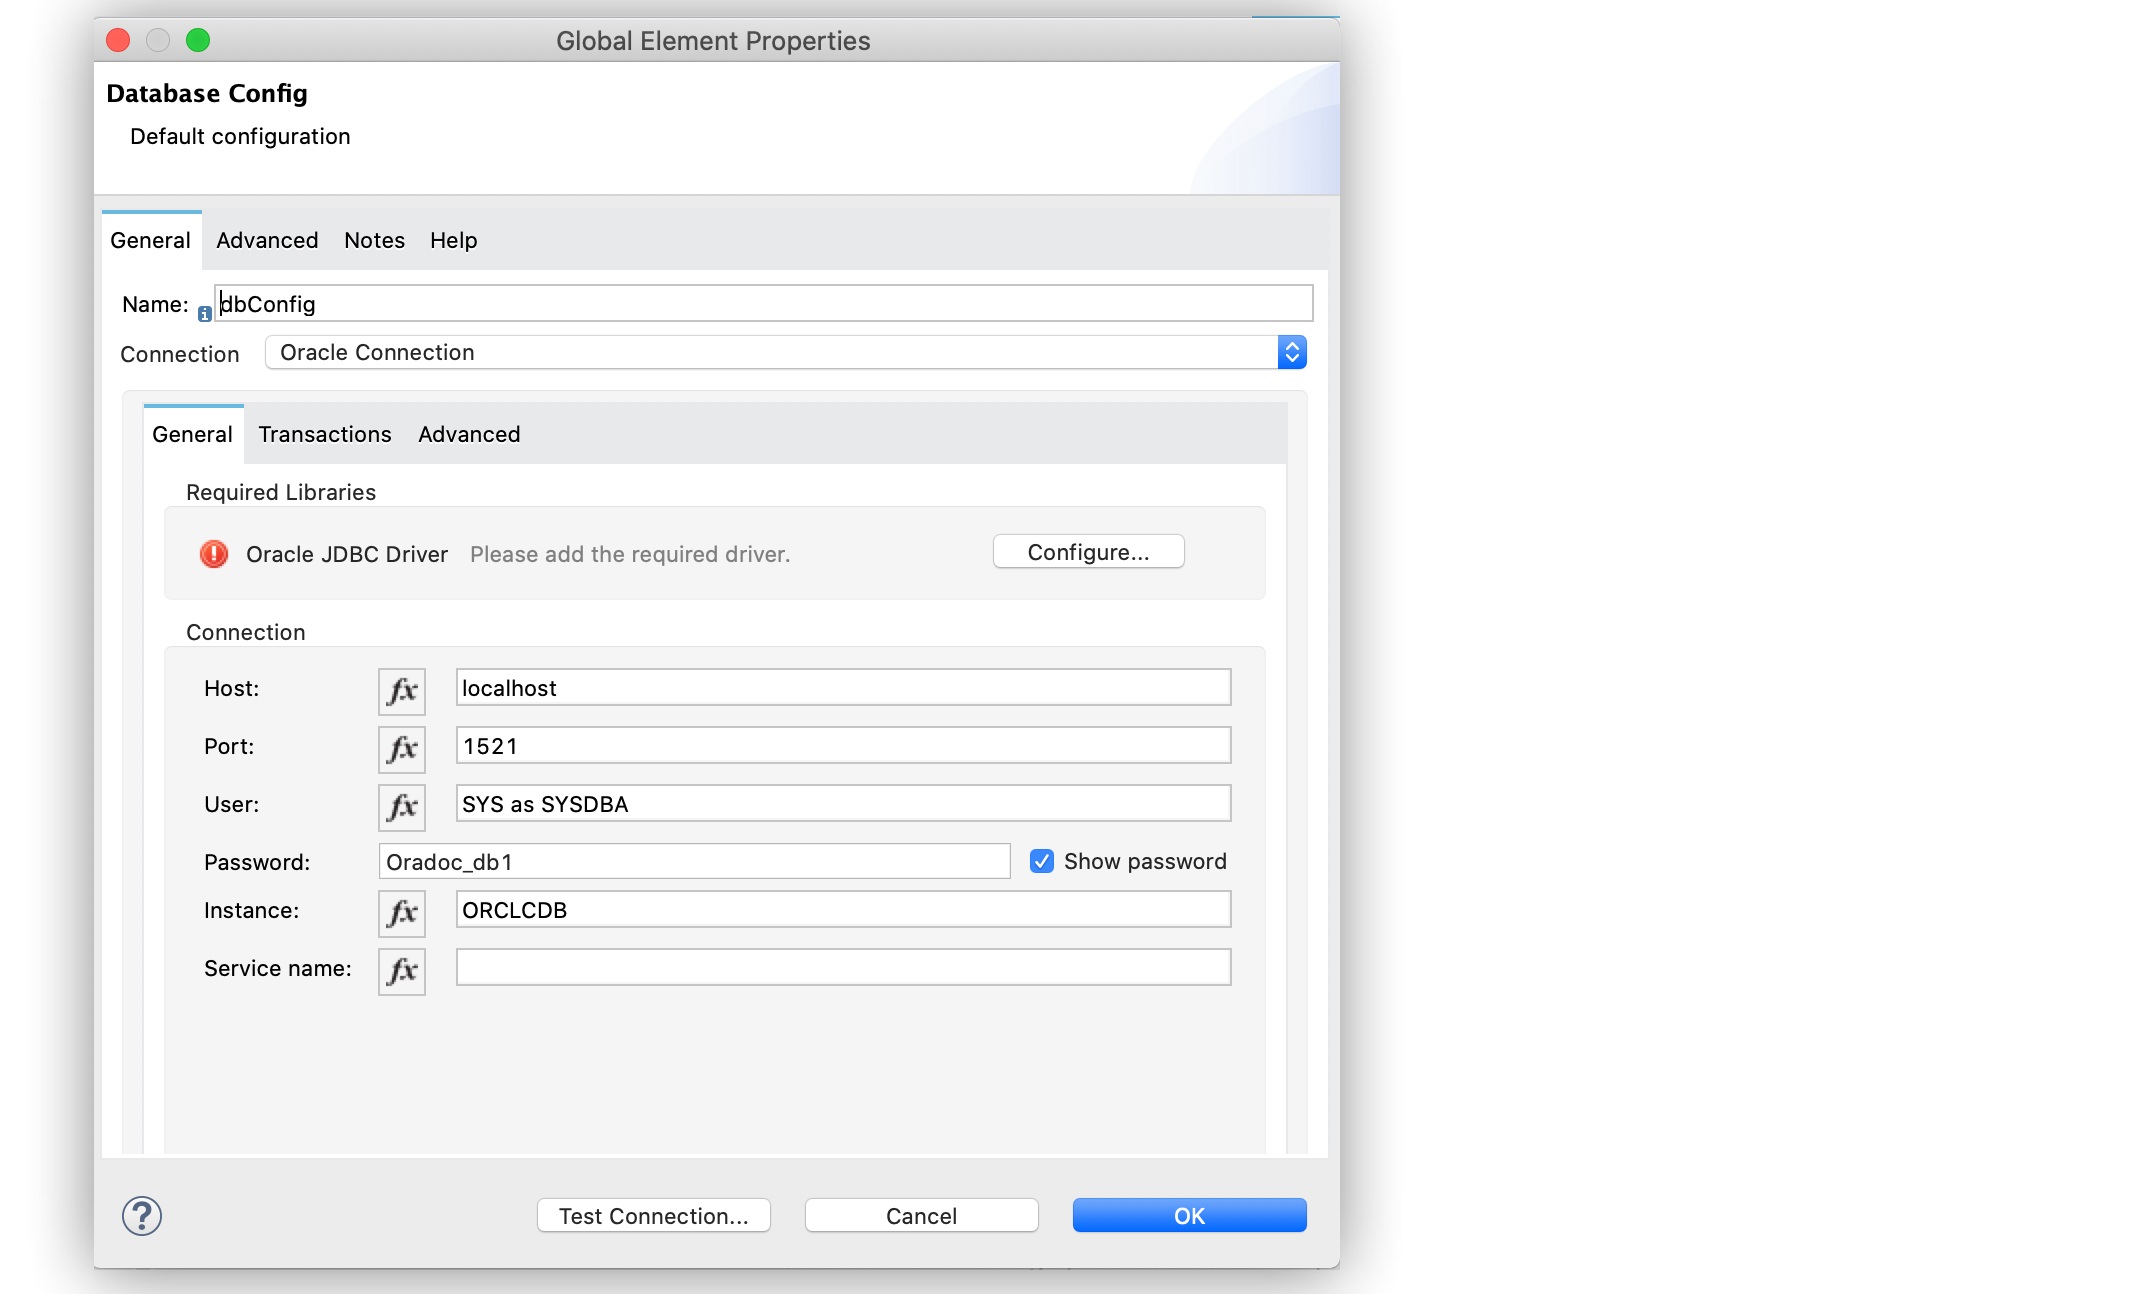 Global Element Properties
Database Config
Default configuration
General Advanced Notes Help
Name: dbConfig
Connection Oracle Connection
General Transactions Advanced
Required Libraries
Oracle JDBC Driver Please add the required driver. Configure...
Connection
Host: fx localhost
Port: fx 1521
User: fx SYS as SYSDBA
Password: Oradoc_db1 Show password
Instance: fx ORCLCDB
Service name: fx
? Test Connection... Cancel OK